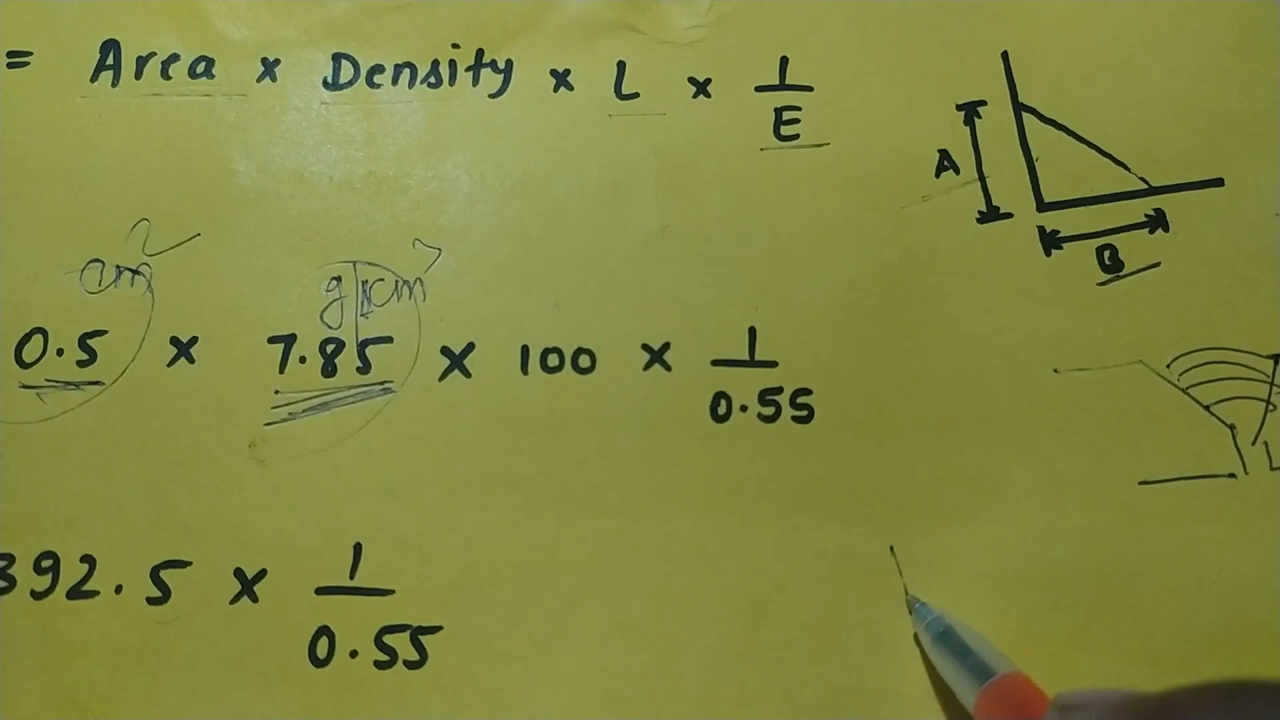 = Area × Density × L × 1/E
A
B
cm² g/cm³
0.5 × 7.85 × 100 × 1/0.55
392.5 × 1/0.55